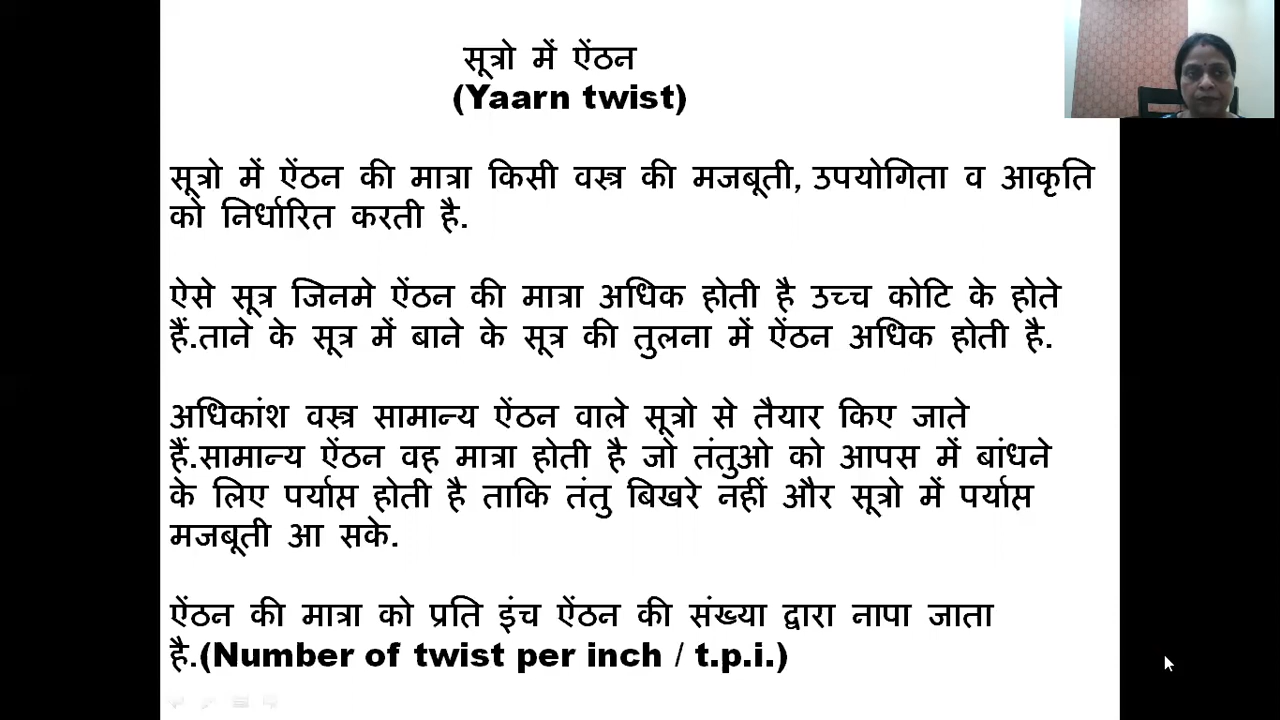 सूत्रो में ऐंठन
(Yaarn twist)
सूत्रो में ऐंठन की मात्रा किसी वस्त्र की मजबूती, उपयोगिता व आकृति
को निर्धारित करती है.
ऐसे सूत्र जिनमे ऐंठन की मात्रा अधिक होती है उच्च कोटि के होते
हैं.ताने के सूत्र में बाने के सूत्र की तुलना में ऐंठन अधिक होती है.
अधिकांश वस्त्र सामान्य ऐंठन वाले सूत्रो से तैयार किए जाते
हैं.सामान्य ऐंठन वह मात्रा होती है जो तंतुओ को आपस में बांधने
के लिए पर्याप्त होती है ताकि तंतु बिखरे नहीं और सूत्रो में पर्याप्त
मजबूती आ सके.
ऐंठन की मात्रा को प्रति इंच ऐंठन की संख्या द्वारा नापा जाता
है.(Number of twist per inch / t.p.i.)